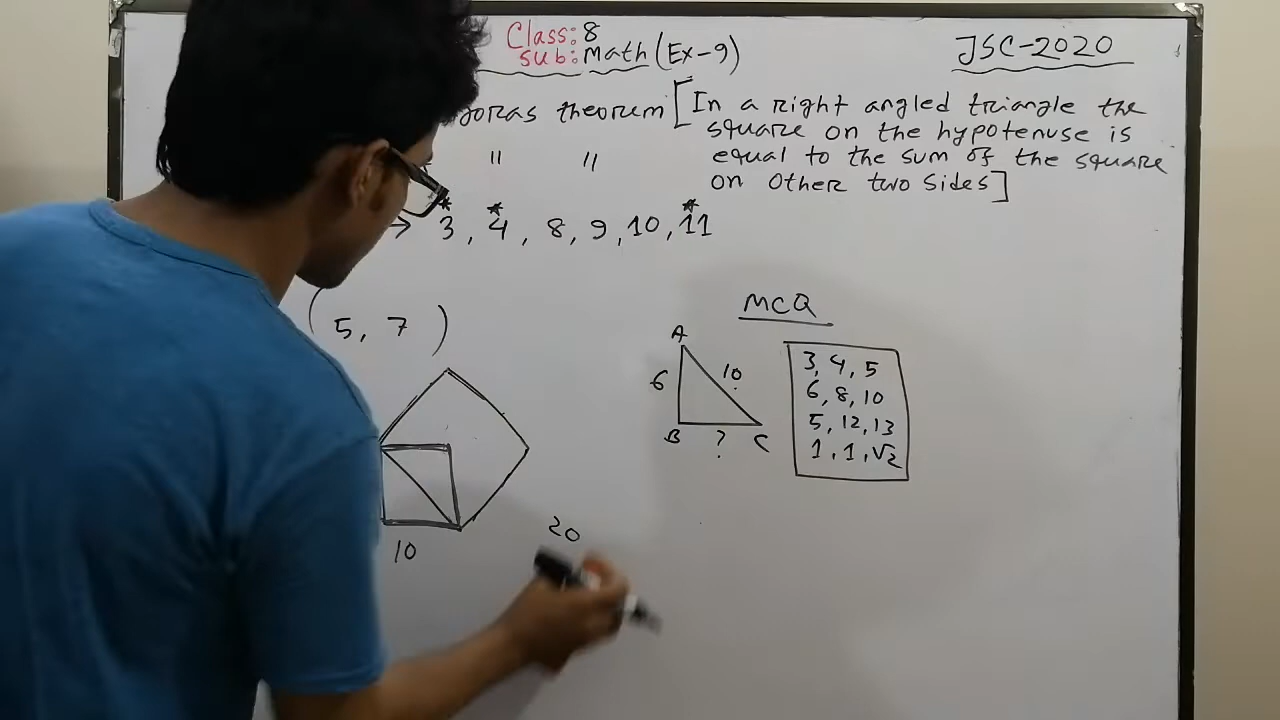 Class: 8
Sub: Math (Ex-9)
JSC-2020
theorem [In a right angled triangle the
square on the hypotenuse is
equal to the sum of the square
on other two sides]
" "
→ 3, 4, 8, 9, 10, 11
(5, 7)
MCQ
A
6
10
B
?
C
3, 4, 5
6, 8, 10
5, 12, 13
1, 1, √2
10
20